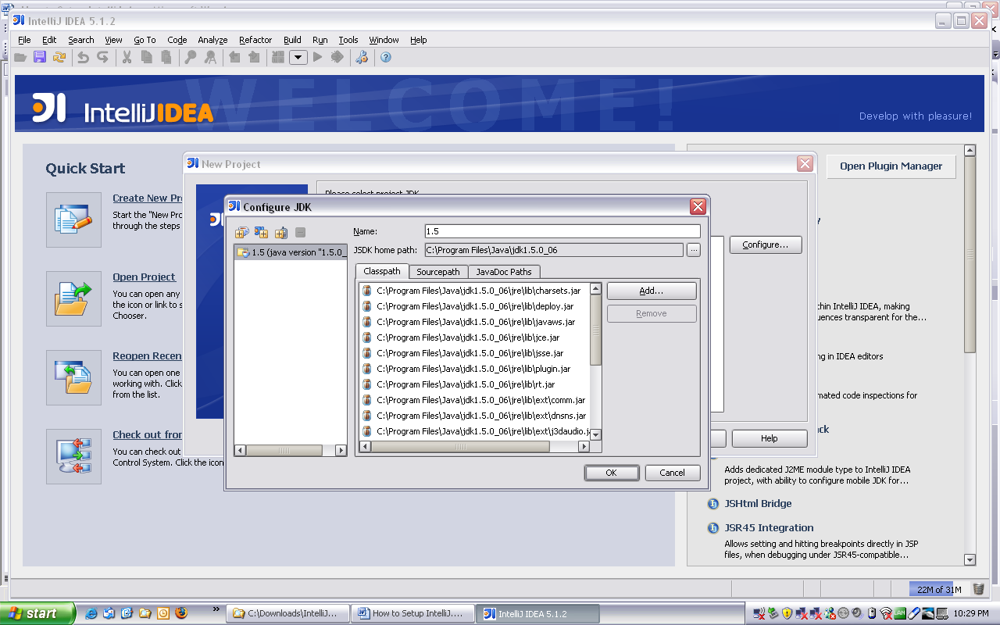 IntelliJ IDEA 5.1.2
File Edit Search View Go To Code Analyze Refactor Build Run Tools Window Help
WELCOME!
IntelliJ IDEA
Develop with pleasure!
Quick Start
Create New Pr
Start the "New Pro
through the steps
Open Project
You can open any
the icon or link to s
Chooser.
Reopen Recen
You can open one
working with. Click
from the list.
Check out from
You can check out
Control System. Click the icon
New Project
Please select project JDK
Configure...
Help
Configure JDK
1.5 (java version "1.5.0_
Name:
1.5
JSDK home path:
C:\Program Files\Java\jdk1.5.0_06
...
Classpath
Sourcepath
JavaDoc Paths
C:\Program Files\Java\jdk1.5.0_06\jre\lib\charsets.jar
C:\Program Files\Java\jdk1.5.0_06\jre\lib\deploy.jar
C:\Program Files\Java\jdk1.5.0_06\jre\lib\javaws.jar
C:\Program Files\Java\jdk1.5.0_06\jre\lib\jce.jar
C:\Program Files\Java\jdk1.5.0_06\jre\lib\jsse.jar
C:\Program Files\Java\jdk1.5.0_06\jre\lib\plugin.jar
C:\Program Files\Java\jdk1.5.0_06\jre\lib\rt.jar
C:\Program Files\Java\jdk1.5.0_06\jre\lib\ext\comm.jar
C:\Program Files\Java\jdk1.5.0_06\jre\lib\ext\dnsns.jar
C:\Program Files\Java\jdk1.5.0_06\jre\lib\ext\j3daudio.ja
Add...
Remove
OK
Cancel
Open Plugin Manager
hin IntelliJ IDEA, making
uences transparent for the...
ng in IDEA editors
mated code inspections for
ck
Adds dedicated J2ME module type to IntelliJ IDEA
project, with ability to configure mobile JDK for...
JSHtml Bridge
JSR45 Integration
Allows setting and hitting breakpoints directly in JSP
files, when debugging under JSR45-compatible...
22M of 31M
start
C:\Downloads\IntelliJ...
How to Setup IntelliJ....
IntelliJ IDEA 5.1.2
LAN
10:29 PM